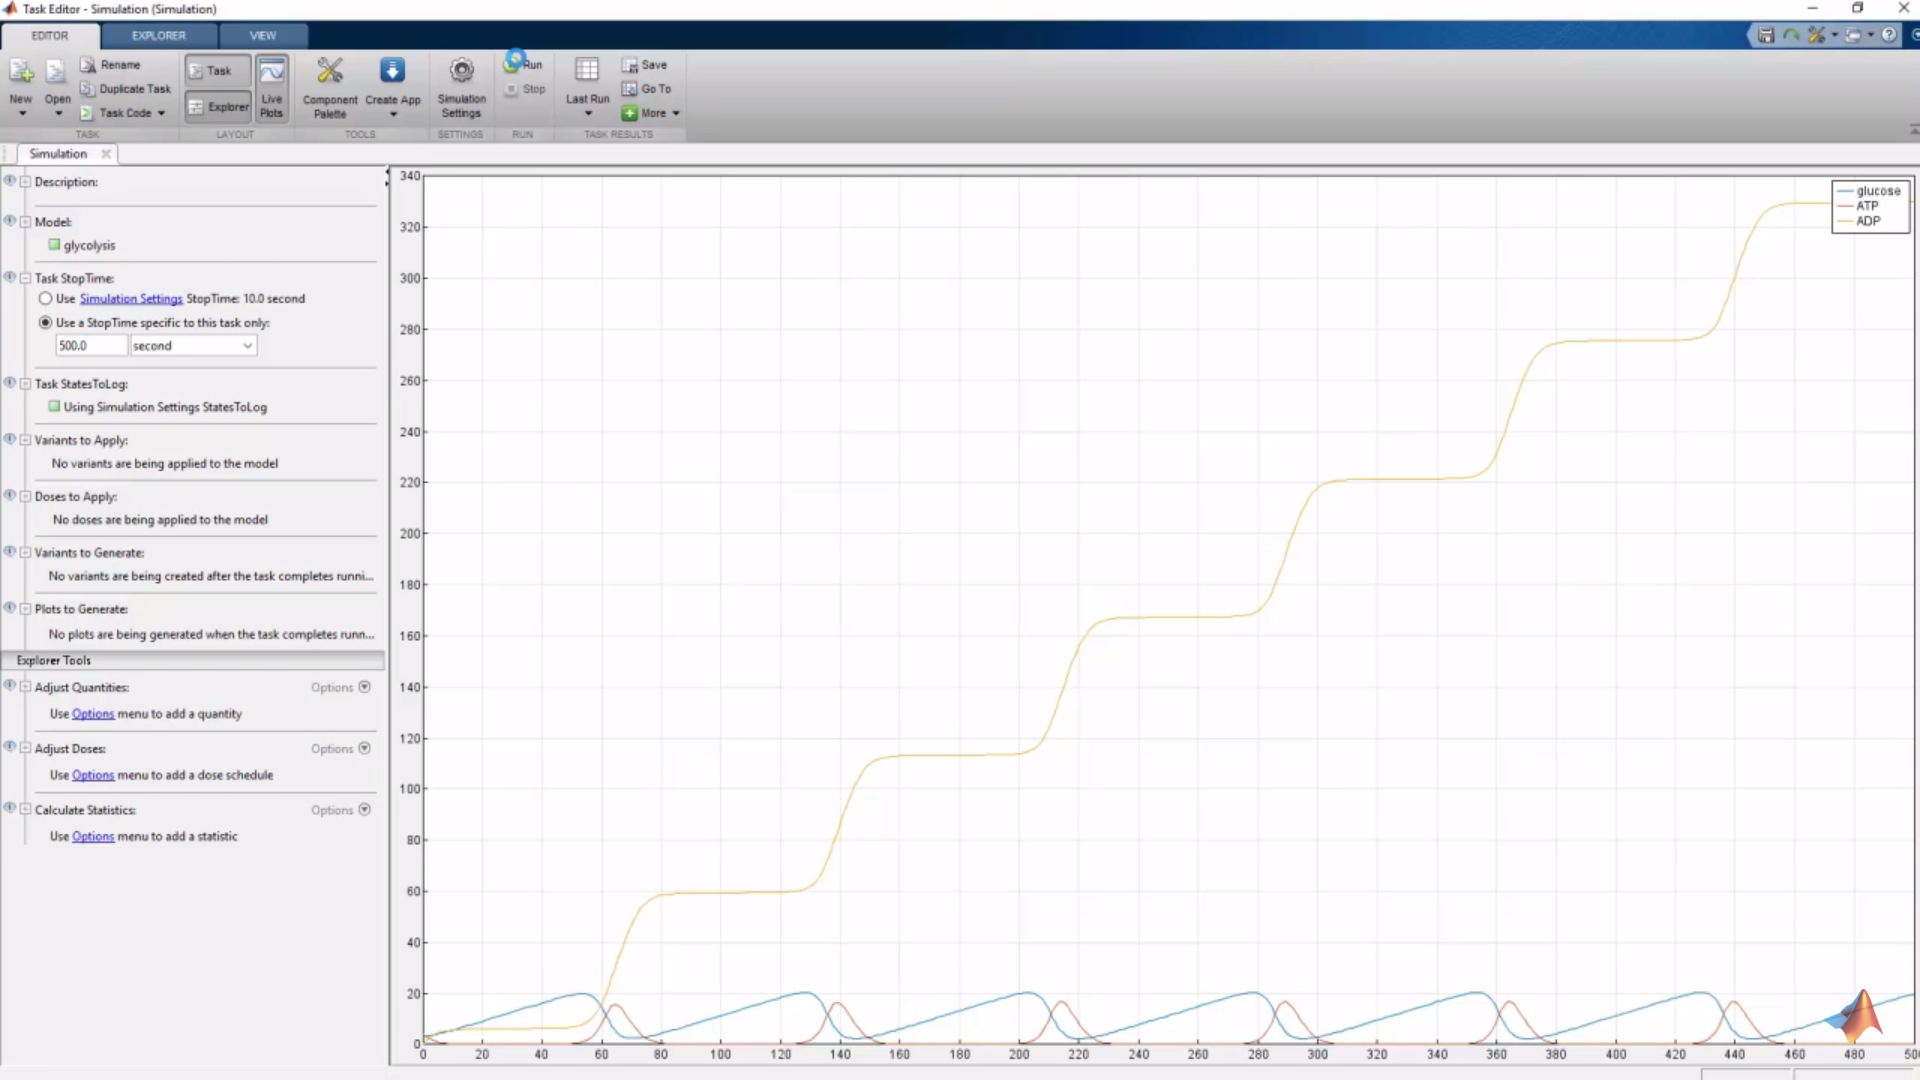 Task Editor - Simulation (Simulation)
EDITOR
EXPLORER
VIEW
New
Open
Rename
Duplicate Task
Task Code
TASK
Task
Explorer
Live Plots
LAYOUT
Component Palette
Create App
TOOLS
Simulation Settings
SETTINGS
Run
Stop
RUN
Last Run
Save
Go To
More
TASK RESULTS
Simulation
Description:
Model:
glycolysis
Task StopTime:
Use Simulation Settings StopTime: 10.0 second
Use a StopTime specific to this task only:
500.0 second
Task StatesToLog:
Using Simulation Settings StatesToLog
Variants to Apply:
No variants are being applied to the model
Doses to Apply:
No doses are being applied to the model
Variants to Generate:
No variants are being created after the task completes runni...
Plots to Generate:
No plots are being generated when the task completes runn...
Explorer Tools
Adjust Quantities: Options
Use Options menu to add a quantity
Adjust Doses: Options
Use Options menu to add a dose schedule
Calculate Statistics: Options
Use Options menu to add a statistic
340
320
300
280
260
240
220
200
180
160
140
120
100
80
60
40
20
0
0 20 40 60 80 100 120 140 160 180 200 220 240 260 280 300 320 340 360 380 400 420 440 460 480 500
glucose
ATP
ADP